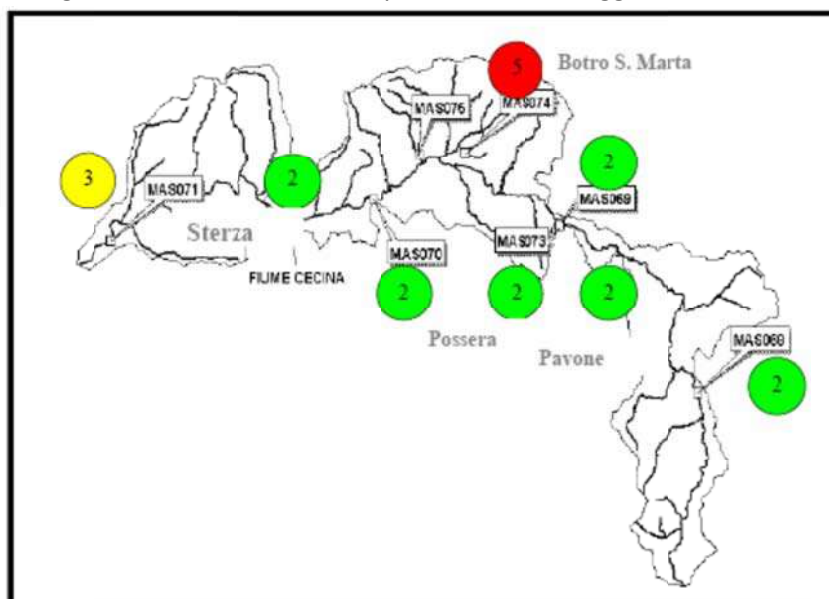 5
Botro S. Marta
MAS076
MAS074
3
2
2
MAS071
MAS069
Sterza
MAS073
MAS070
FIUME CECINA
2
2
2
Possera
Pavone
MAS068
2